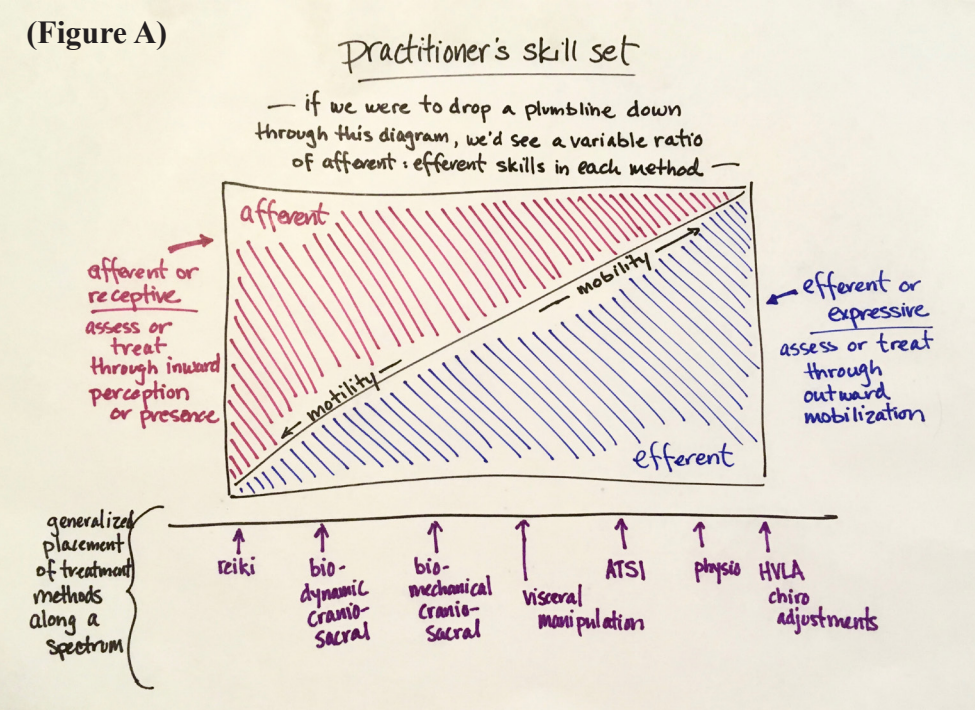 (Figure A)
Practitioner's skill set
— if we were to drop a plumbline down
through this diagram, we'd see a variable ratio
of afferent : efferent skills in each method —
afferent
mobility
motility
efferent
afferent or
receptive
assess or
treat
through inward
perception
or presence
efferent or
expressive
assess or treat
through
outward
mobilization
generalized
placement
of treatment
methods
along a
spectrum
reiki
bio-
dynamic
cranio-
sacral
bio-
mechanical
cranio-
sacral
visceral
manipulation
ATSI
physio
HVLA
chiro
adjustments